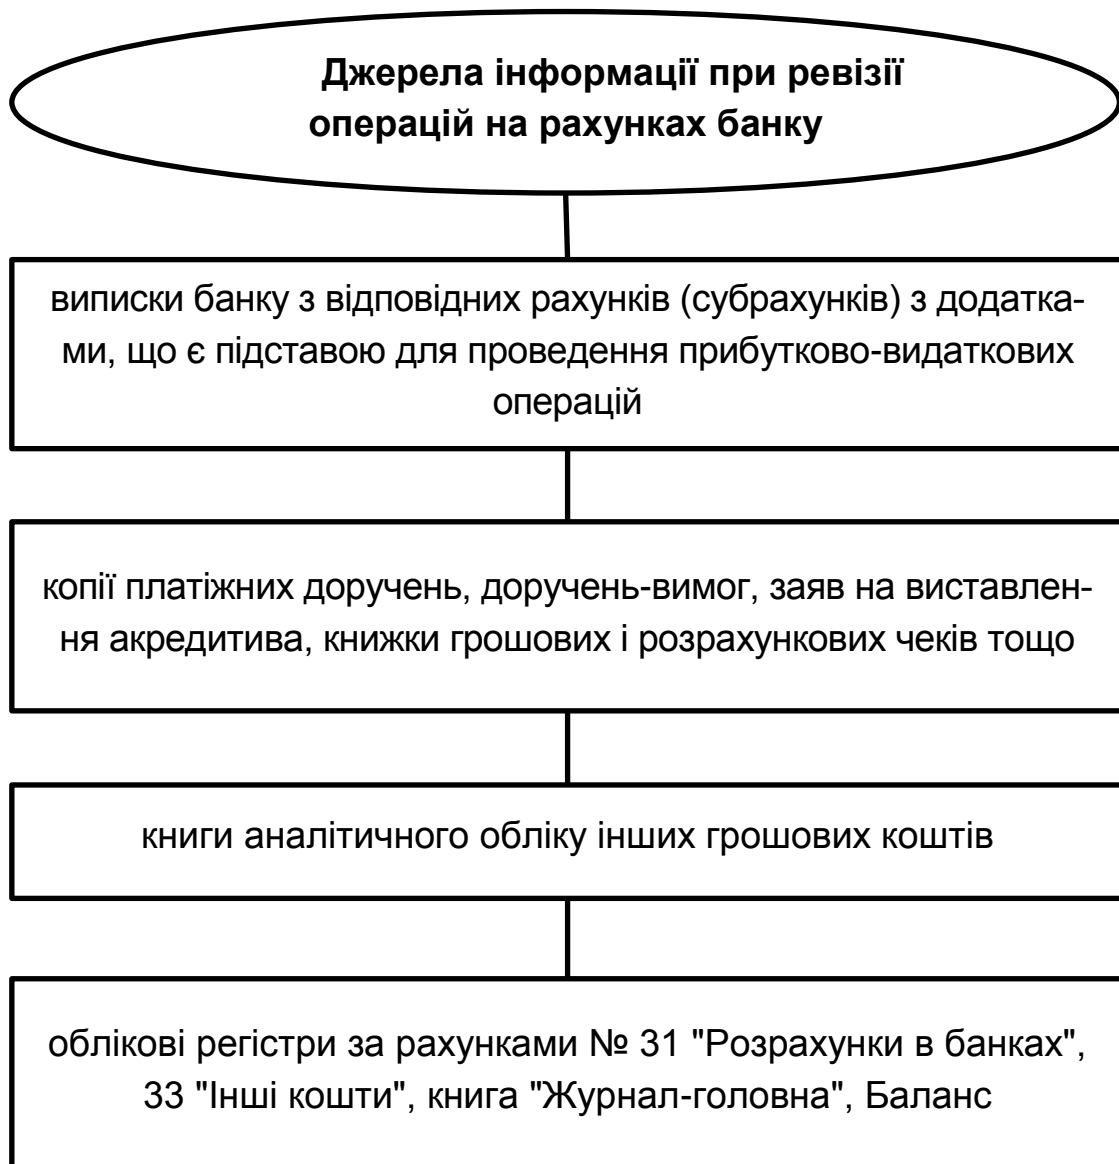 Джерела інформації при ревізії
операцій на рахунках банку
виписки банку з відповідних рахунків (субрахунків) з додатка-
ми, що є підставою для проведення прибутково-видаткових
операцій
копії платіжних доручень, доручень-вимог, заяв на виставлен-
ня акредитива, книжки грошових і розрахункових чеків тощо
книги аналітичного обліку інших грошових коштів
облікові регістри за рахунками № 31 "Розрахунки в банках",
33 "Інші кошти", книга "Журнал-головна", Баланс